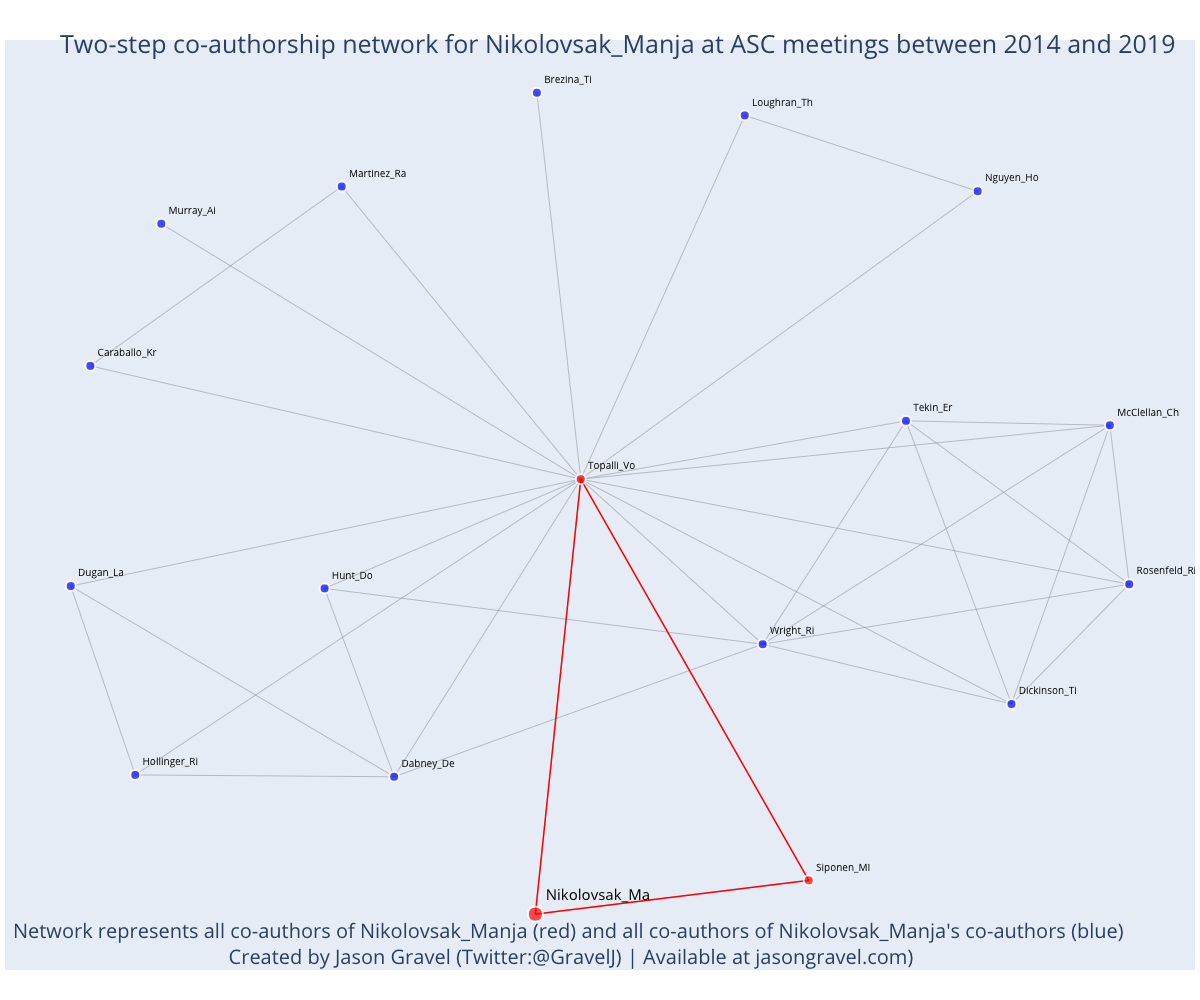 Two-step co-authorship network for Nikolovsak_Manja at ASC meetings between 2014 and 2019
Brezina_Ti
Loughran_Th
Martinez_Ra
Nguyen_Ho
Murray_Ai
Caraballo_Kr
Tekin_Er
McClellan_Ch
Topalli_Vo
Dugan_La
Hunt_Do
Rosenfeld_Ri
Wright_Ri
Dickinson_Ti
Hollinger_Ri
Dabney_De
Siponen_Mi
Nikolovsak_Ma
Network represents all co-authors of Nikolovsak_Manja (red) and all co-authors of Nikolovsak_Manja's co-authors (blue)
Created by Jason Gravel (Twitter:@GravelJ) | Available at jasongravel.com)